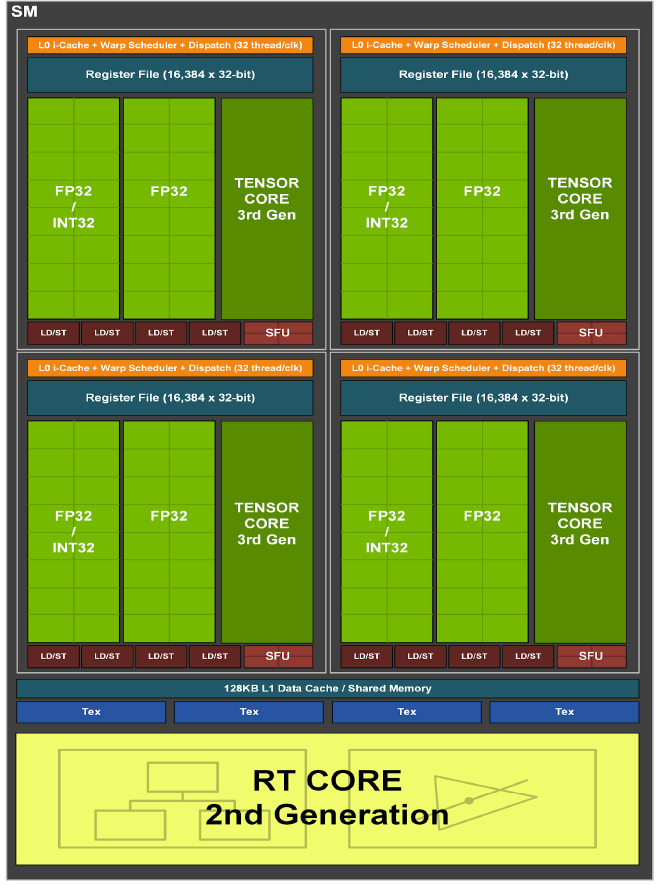 SM
L0 i-Cache + Warp Scheduler + Dispatch (32 thread/clk)
Register File (16,384 x 32-bit)
FP32
/
INT32
FP32
TENSOR
CORE
3rd Gen
LD/ST
LD/ST
LD/ST
LD/ST
SFU
L0 i-Cache + Warp Scheduler + Dispatch (32 thread/clk)
Register File (16,384 x 32-bit)
FP32
/
INT32
FP32
TENSOR
CORE
3rd Gen
LD/ST
LD/ST
LD/ST
LD/ST
SFU
L0 i-Cache + Warp Scheduler + Dispatch (32 thread/clk)
Register File (16,384 x 32-bit)
FP32
/
INT32
FP32
TENSOR
CORE
3rd Gen
LD/ST
LD/ST
LD/ST
LD/ST
SFU
L0 i-Cache + Warp Scheduler + Dispatch (32 thread/clk)
Register File (16,384 x 32-bit)
FP32
/
INT32
FP32
TENSOR
CORE
3rd Gen
LD/ST
LD/ST
LD/ST
LD/ST
SFU
128KB L1 Data Cache / Shared Memory
Tex
Tex
Tex
Tex
RT CORE
2nd Generation